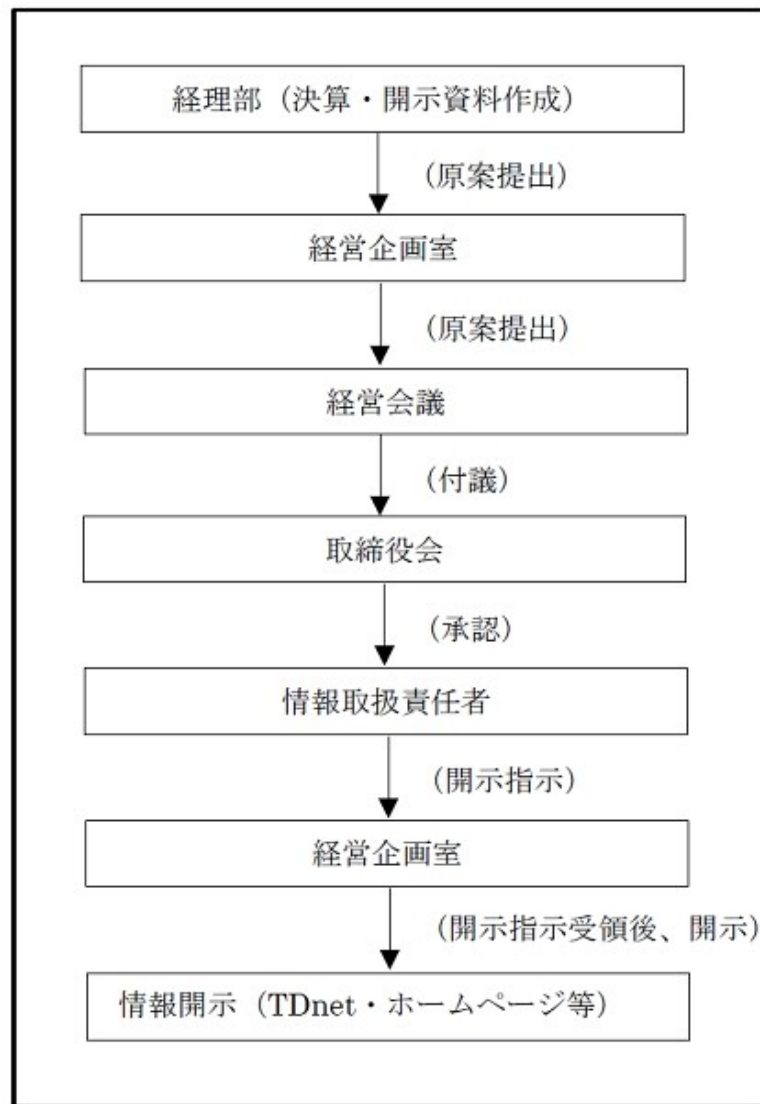 経理部（決算・開示資料作成）
（原案提出）
経営企画室
（原案提出）
経営会議
（付議）
取締役会
（承認）
情報取扱責任者
（開示指示）
経営企画室
（開示指示受領後、開示）
情報開示（TDnet・ホームページ等）